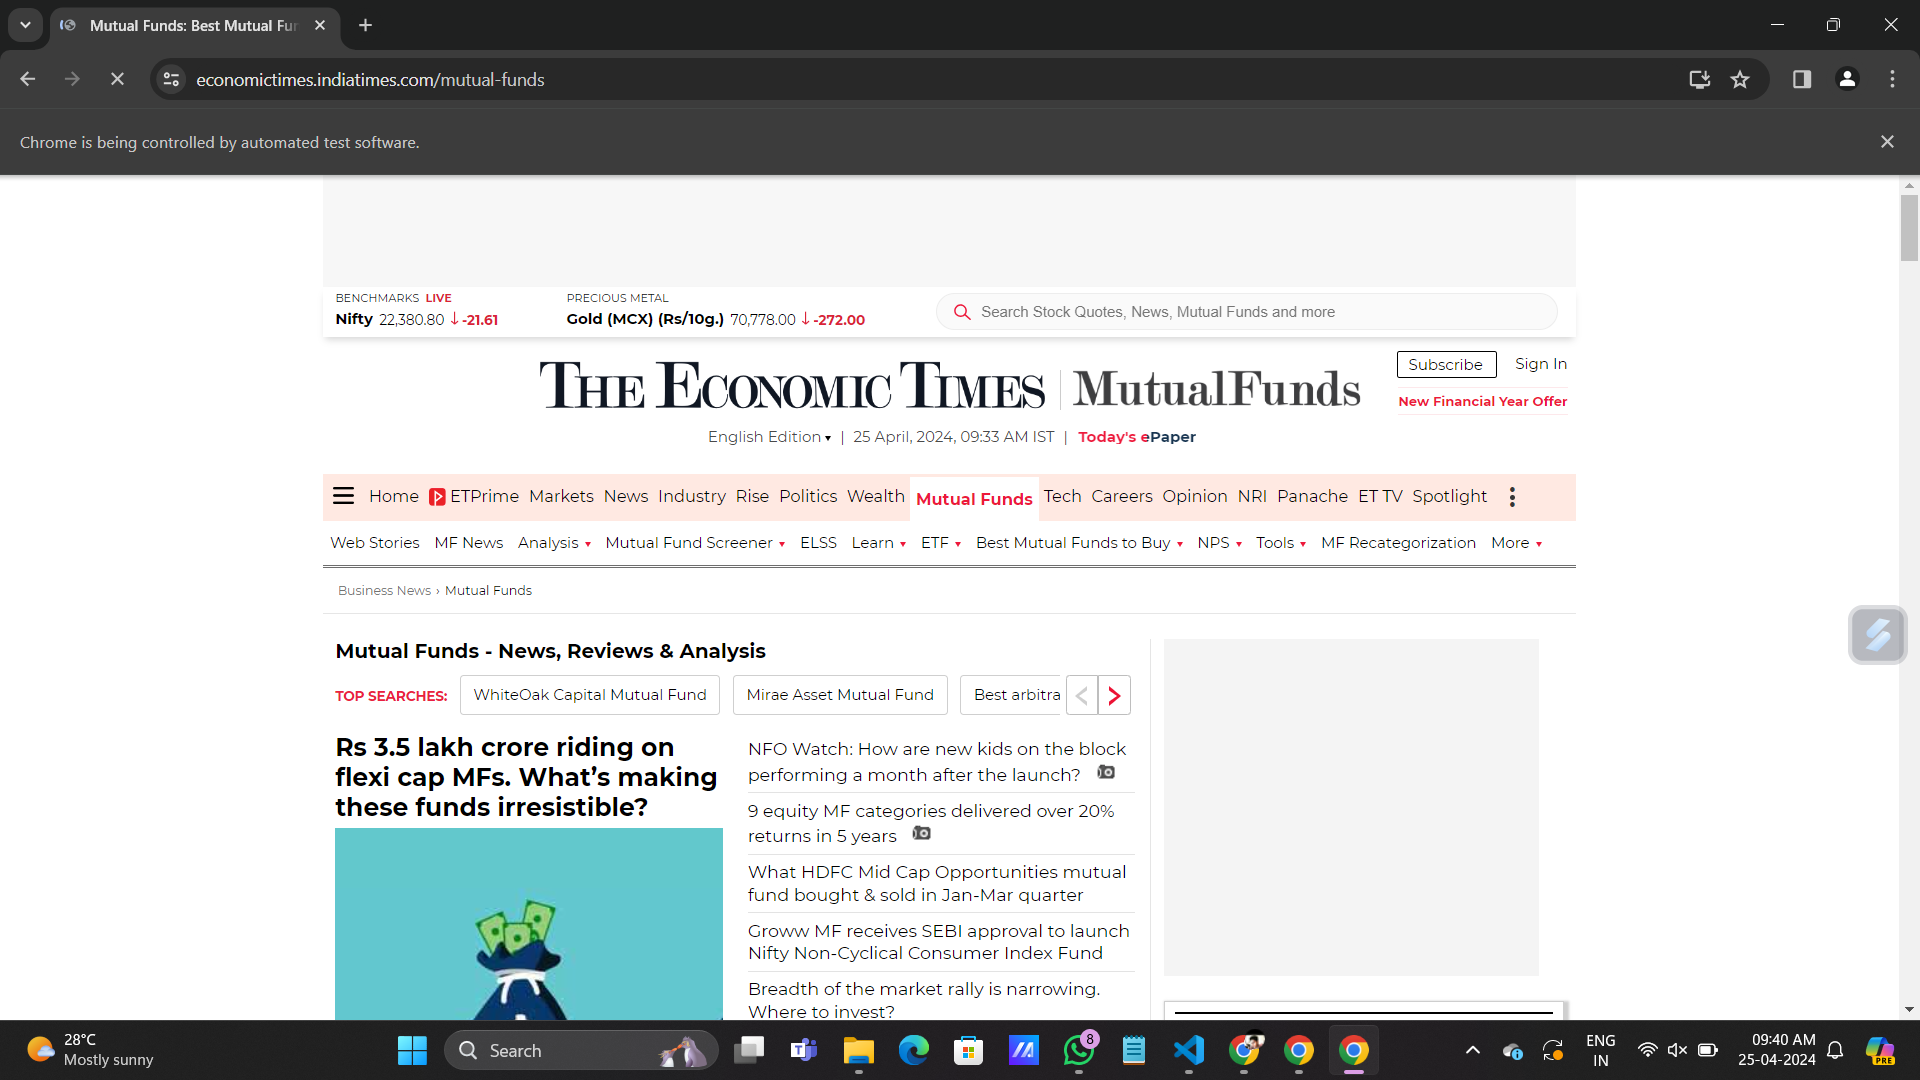 Mutual Funds: Best Mutual Fun
economictimes.indiatimes.com/mutual-funds
Chrome is being controlled by automated test software.
BENCHMARKS LIVE
Nifty 22,380.80 ↓ -21.61
PRECIOUS METAL
Gold (MCX) (Rs/10g.) 70,778.00 ↓ -272.00
Search Stock Quotes, News, Mutual Funds and more
THE ECONOMIC TIMES | MutualFunds
Subscribe Sign In
New Financial Year Offer
English Edition ▾ | 25 April, 2024, 09:33 AM IST | Today's ePaper
Home ETPrime Markets News Industry Rise Politics Wealth Mutual Funds Tech Careers Opinion NRI Panache ET TV Spotlight
Web Stories MF News Analysis ▾ Mutual Fund Screener ▾ ELSS Learn ▾ ETF ▾ Best Mutual Funds to Buy ▾ NPS ▾ Tools ▾ MF Recategorization More ▾
Business News › Mutual Funds
Mutual Funds - News, Reviews & Analysis
TOP SEARCHES: WhiteOak Capital Mutual Fund Mirae Asset Mutual Fund Best arbitra
Rs 3.5 lakh crore riding on
flexi cap MFs. What’s making
these funds irresistible?
NFO Watch: How are new kids on the block
performing a month after the launch?
9 equity MF categories delivered over 20%
returns in 5 years
What HDFC Mid Cap Opportunities mutual
fund bought & sold in Jan-Mar quarter
Groww MF receives SEBI approval to launch
Nifty Non-Cyclical Consumer Index Fund
Breadth of the market rally is narrowing.
Where to invest?
28°C
Mostly sunny
Search
8
ENG
IN
09:40 AM
25-04-2024
PRE